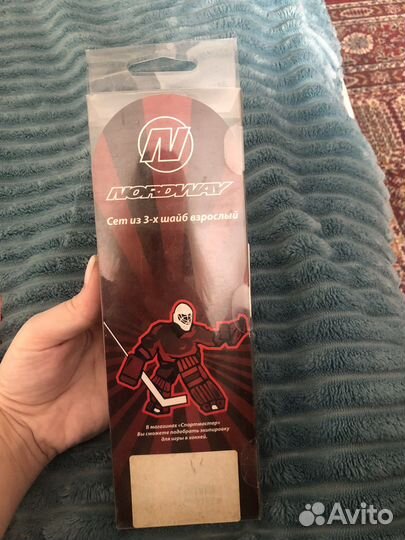 N
NORDWAY
Сет из 3-х шайб взрослый
В магазинах «Спортмастер»
Вы сможете подобрать экипировку
для игры в хоккей.
Avito